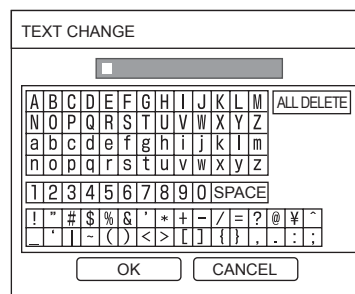 TEXT CHANGE
A B C D E F G H I J K L M ALL DELETE
N O P Q R S T U V W X Y Z
a b c d e f g h i j k l m
n o p q r s t u v w x y z
1 2 3 4 5 6 7 8 9 0 SPACE
! " # $ % & ' * + - / = ? @ ¥ ^
_ ‘ | ~ ( ) < > [ ] { } , . : ;
OK CANCEL